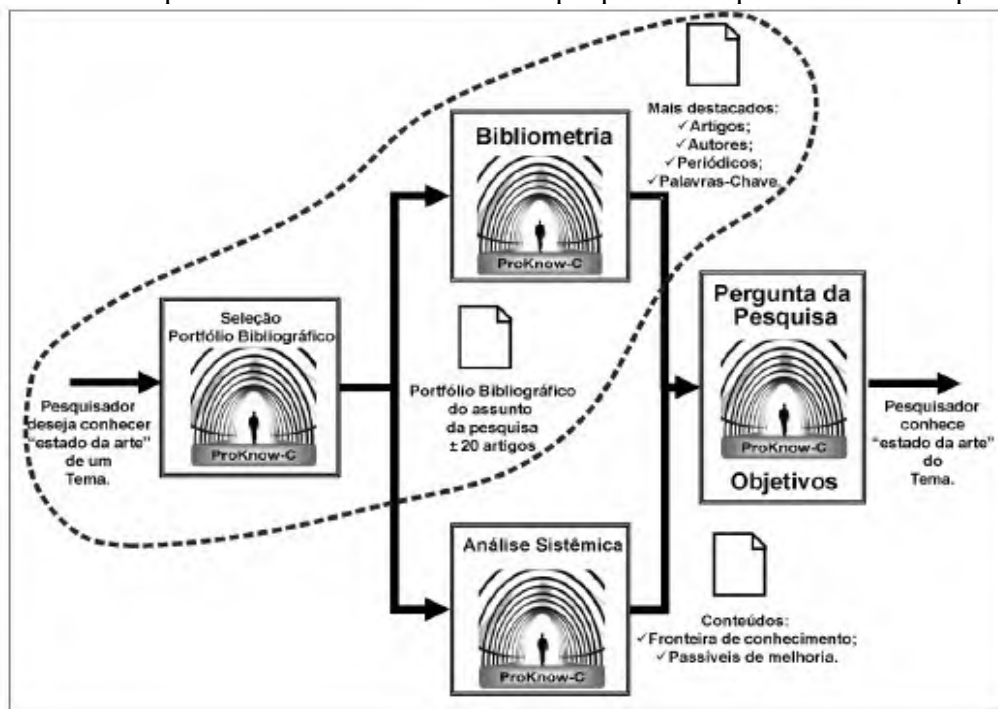 Mais destacados:
✓Artigos;
✓Autores;
✓Periódicos;
✓Palavras-Chave.
Bibliometria
ProKnow-C
Seleção
Portfólio Bibliográfico
ProKnow-C
Pesquisador
deseja conhecer
“estado da arte”
de um
Tema.
Portfólio Bibliográfico
do assunto
da pesquisa
± 20 artigos
Pergunta da
Pesquisa
ProKnow-C
Objetivos
Pesquisador
conhece
“estado da arte”
do
Tema.
Análise Sistêmica
ProKnow-C
Conteúdos:
✓Fronteira de conhecimento;
✓Passíveis de melhoria.